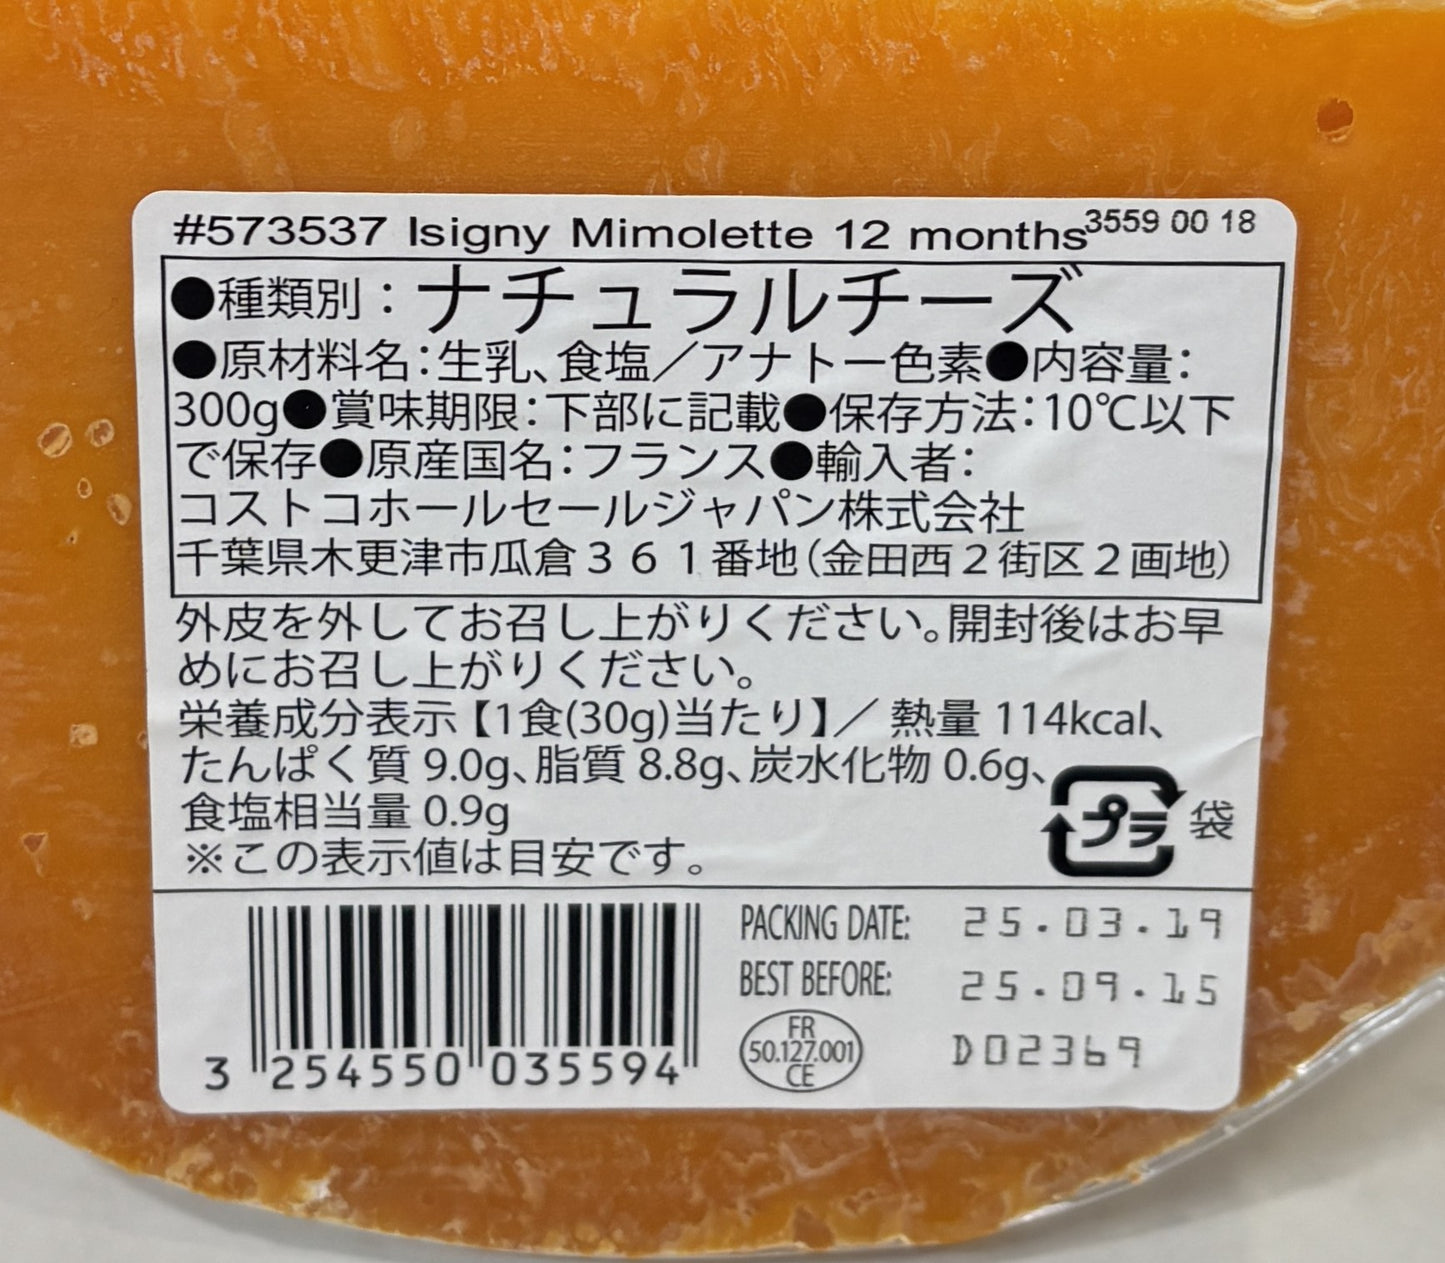 #573537 Isigny Mimolette 12 months 3559 00 18
●種類別：ナチュラルチーズ
●原材料名：生乳、食塩／アナトー色素●内容量：
300g●賞味期限：下部に記載●保存方法：10℃以下
で保存●原産国名：フランス●輸入者：
コストコホールセールジャパン株式会社
千葉県木更津市瓜倉３６１番地（金田西２街区２画地）
外皮を外してお召し上がりください。開封後はお早
めにお召し上がりください。
栄養成分表示【1食(30g)当たり】／ 熱量 114kcal、
たんぱく質 9.0g、脂質 8.8g、炭水化物 0.6g、
食塩相当量 0.9g
※この表示値は目安です。
プラ 袋
PACKING DATE: 25.03.19
BEST BEFORE: 25.09.15
FR
50.127.001
CE
D02369
3 254550 035594